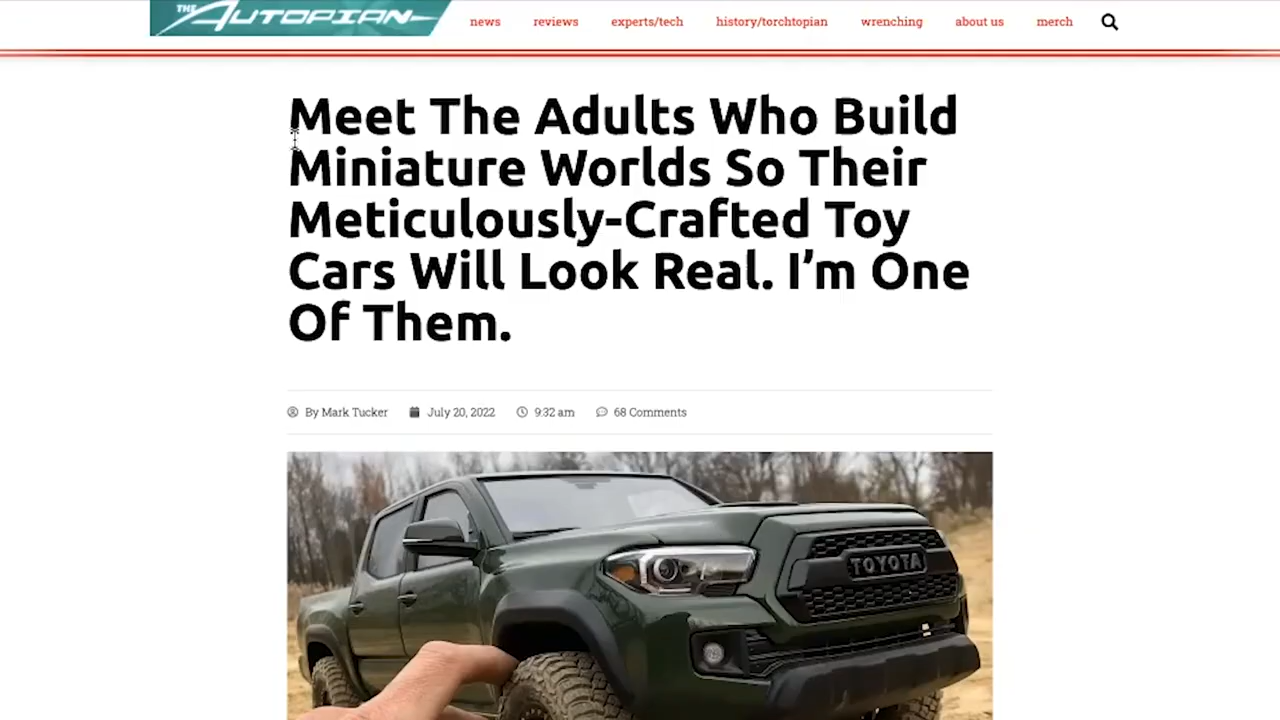 THE AUTOPIAN
news reviews experts/tech history/torchtopian wrenching about us merch
Meet The Adults Who Build
Miniature Worlds So Their
Meticulously-Crafted Toy
Cars Will Look Real. I’m One
Of Them.
By Mark Tucker July 20, 2022 9:32 am 68 Comments
TOYOTA